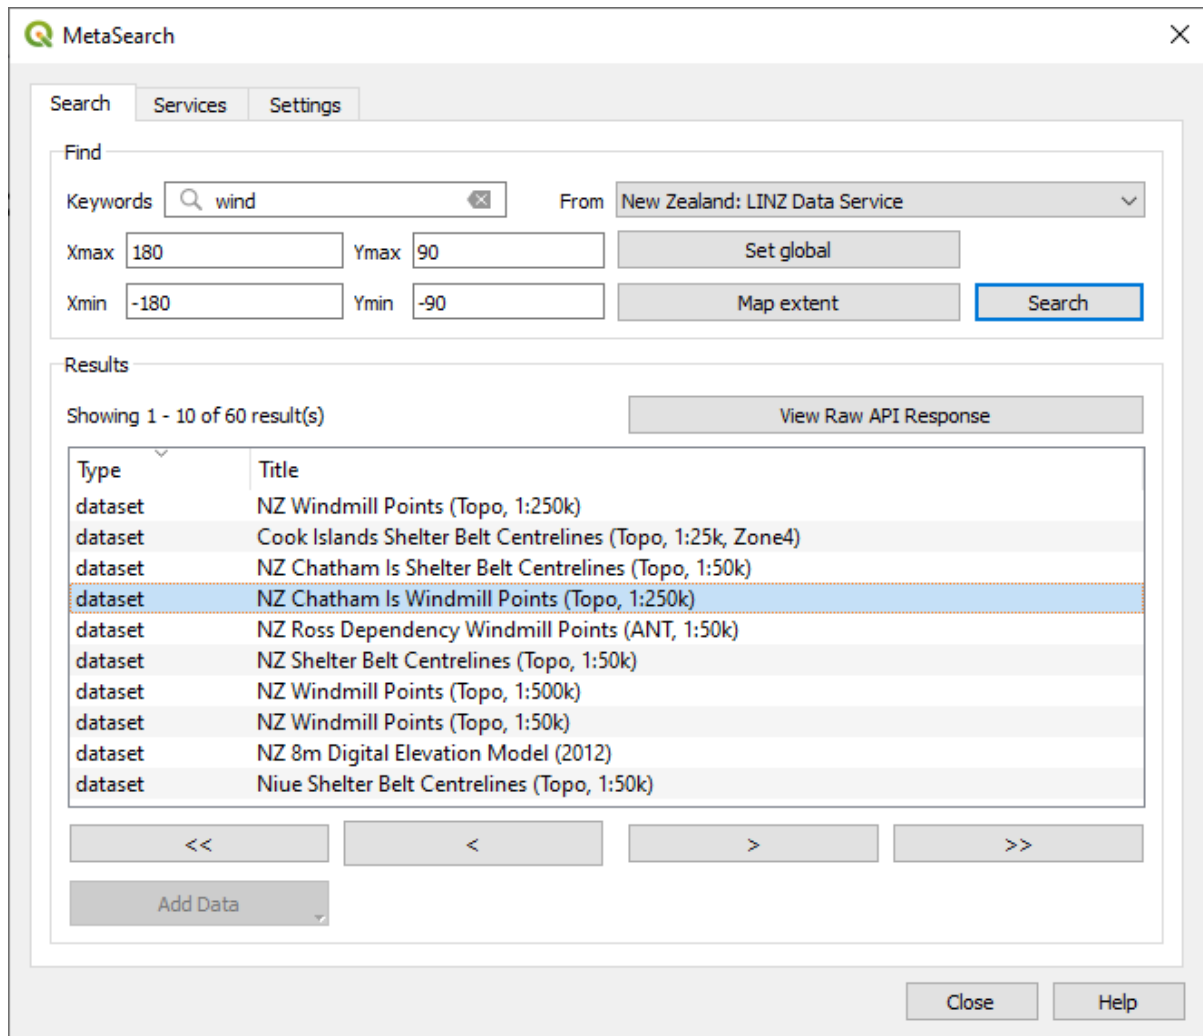 MetaSearch
Search Services Settings
Find
Keywords wind From New Zealand: LINZ Data Service
Xmax 180 Ymax 90 Set global
Xmin -180 Ymin -90 Map extent Search
Results
Showing 1 - 10 of 60 result(s) View Raw API Response
Type Title
dataset NZ Windmill Points (Topo, 1:250k)
dataset Cook Islands Shelter Belt Centrelines (Topo, 1:25k, Zone4)
dataset NZ Chatham Is Shelter Belt Centrelines (Topo, 1:50k)
dataset NZ Chatham Is Windmill Points (Topo, 1:250k)
dataset NZ Ross Dependency Windmill Points (ANT, 1:50k)
dataset NZ Shelter Belt Centrelines (Topo, 1:50k)
dataset NZ Windmill Points (Topo, 1:500k)
dataset NZ Windmill Points (Topo, 1:50k)
dataset NZ 8m Digital Elevation Model (2012)
dataset Niue Shelter Belt Centrelines (Topo, 1:50k)
<< < > >>
Add Data
Close Help